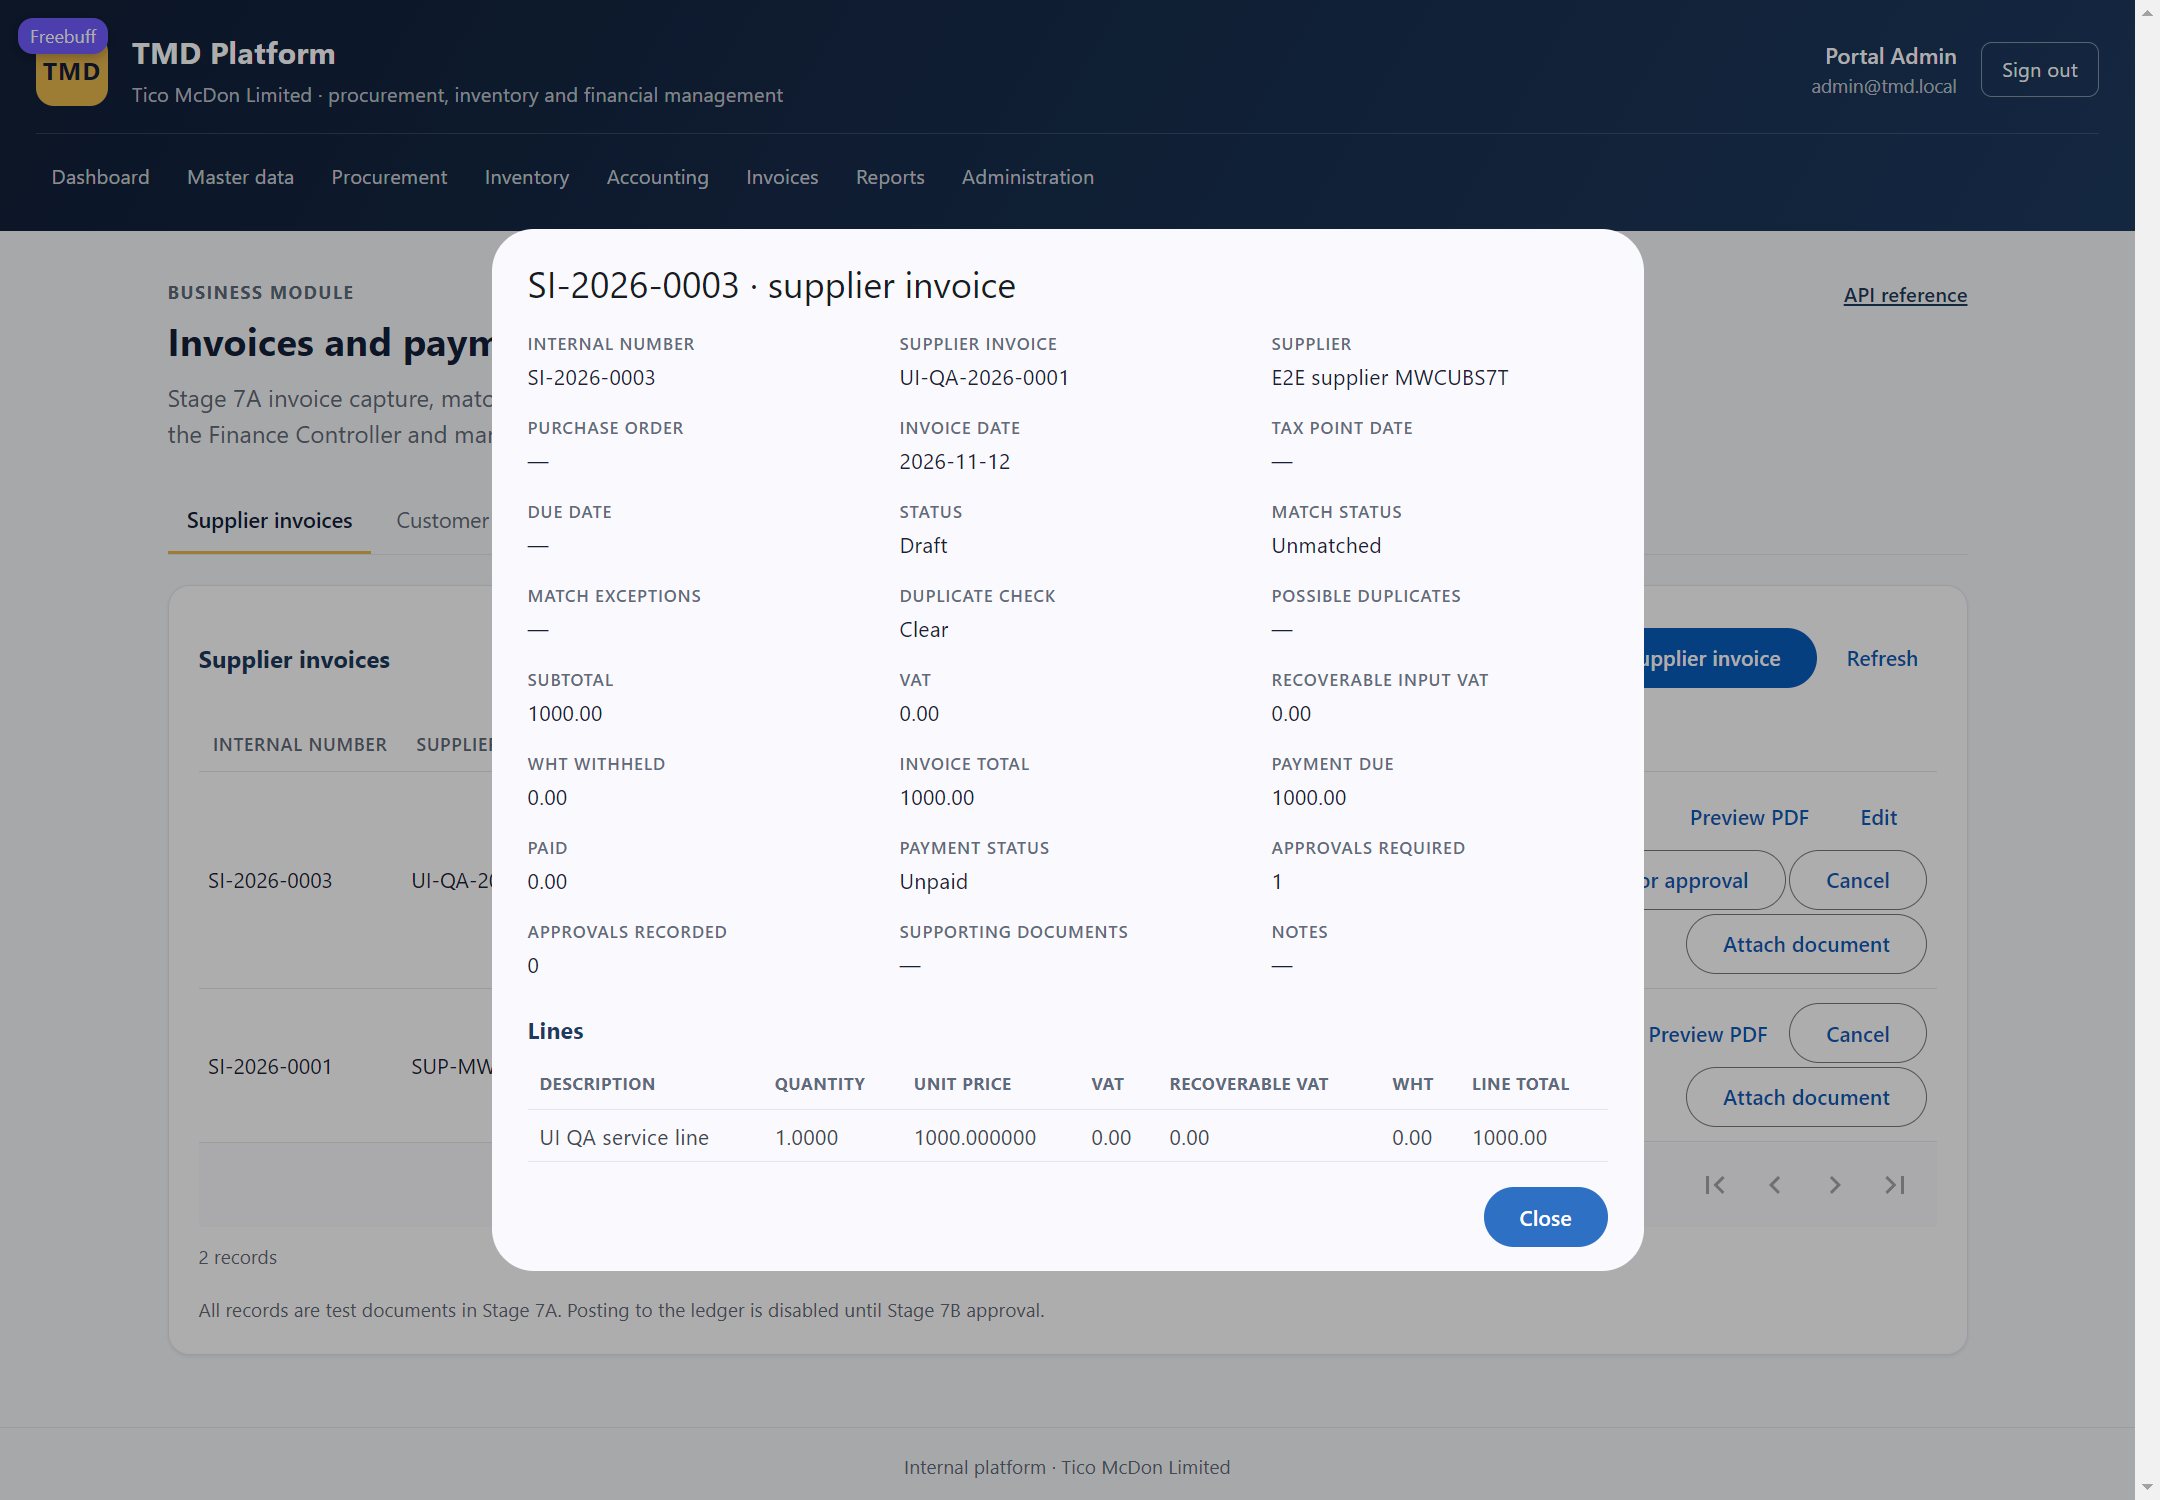 Freebuff
TMD
TMD Platform
Tico McDon Limited · procurement, inventory and financial management
Portal Admin
admin@tmd.local
Sign out
Dashboard Master data Procurement Inventory Accounting Invoices Reports Administration
BUSINESS MODULE
API reference
Invoices and paym
Stage 7A invoice capture, matc
the Finance Controller and mar
Supplier invoices Customer
Supplier invoices
upplier invoice Refresh
INTERNAL NUMBER SUPPLIER
SI-2026-0003 UI-QA-20
Preview PDF Edit
or approval Cancel
Attach document
SI-2026-0001 SUP-MW
Preview PDF Cancel
Attach document
2 records
All records are test documents in Stage 7A. Posting to the ledger is disabled until Stage 7B approval.
SI-2026-0003 · supplier invoice
INTERNAL NUMBER SUPPLIER INVOICE SUPPLIER
SI-2026-0003 UI-QA-2026-0001 E2E supplier MWCUBS7T
PURCHASE ORDER INVOICE DATE TAX POINT DATE
— 2026-11-12 —
DUE DATE STATUS MATCH STATUS
— Draft Unmatched
MATCH EXCEPTIONS DUPLICATE CHECK POSSIBLE DUPLICATES
— Clear —
SUBTOTAL VAT RECOVERABLE INPUT VAT
1000.00 0.00 0.00
WHT WITHHELD INVOICE TOTAL PAYMENT DUE
0.00 1000.00 1000.00
PAID PAYMENT STATUS APPROVALS REQUIRED
0.00 Unpaid 1
APPROVALS RECORDED SUPPORTING DOCUMENTS NOTES
0 — —
Lines
DESCRIPTION QUANTITY UNIT PRICE VAT RECOVERABLE VAT WHT LINE TOTAL
UI QA service line 1.0000 1000.000000 0.00 0.00 0.00 1000.00
Close
Internal platform · Tico McDon Limited